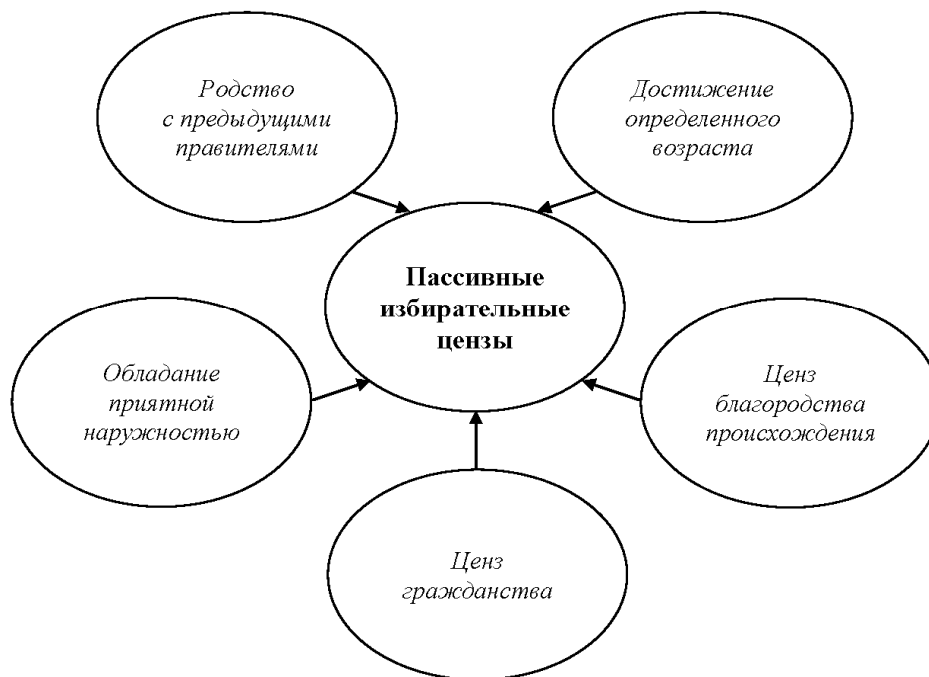 Родство
с предыдущими
правителями
Достижение
определенного
возраста
Пассивные
избирательные
цензы
Обладание
приятной
наружностью
Ценз
благородства
происхождения
Ценз
гражданства